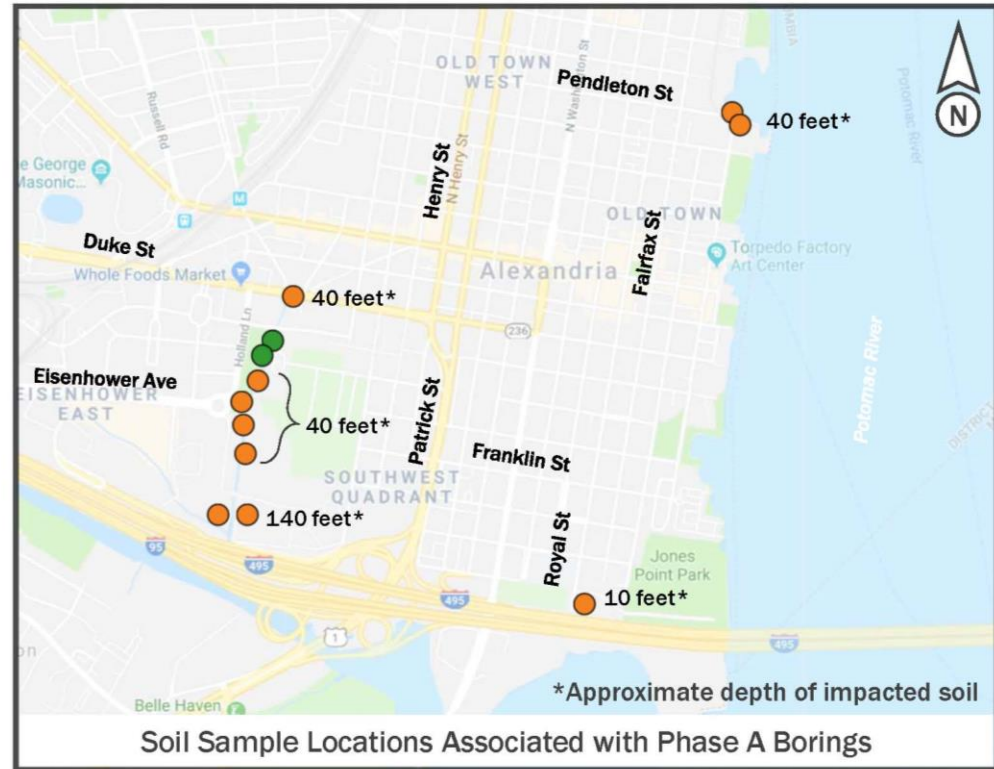 OLD TOWN
WEST
Pendleton St
N Washington St
Potomac River
N
40 feet*
Russell Rd
Henry St
N Henry St
e George
Masonic...
M
OLD TOWN
Fairfax St
Duke St
Torpedo Factory
Art Center
Whole Foods Market
Alexandria
40 feet*
236
Holland Ln
Potomac River
Eisenhower Ave
EISENHOWER
EAST
40 feet*
Patrick St
Franklin St
SOUTHWEST
QUADRANT
140 feet*
95
495
Royal St
Jones
Point Park
10 feet*
495
1
495
on
*Approximate depth of impacted soil
Belle Haven
Soil Sample Locations Associated with Phase A Borings